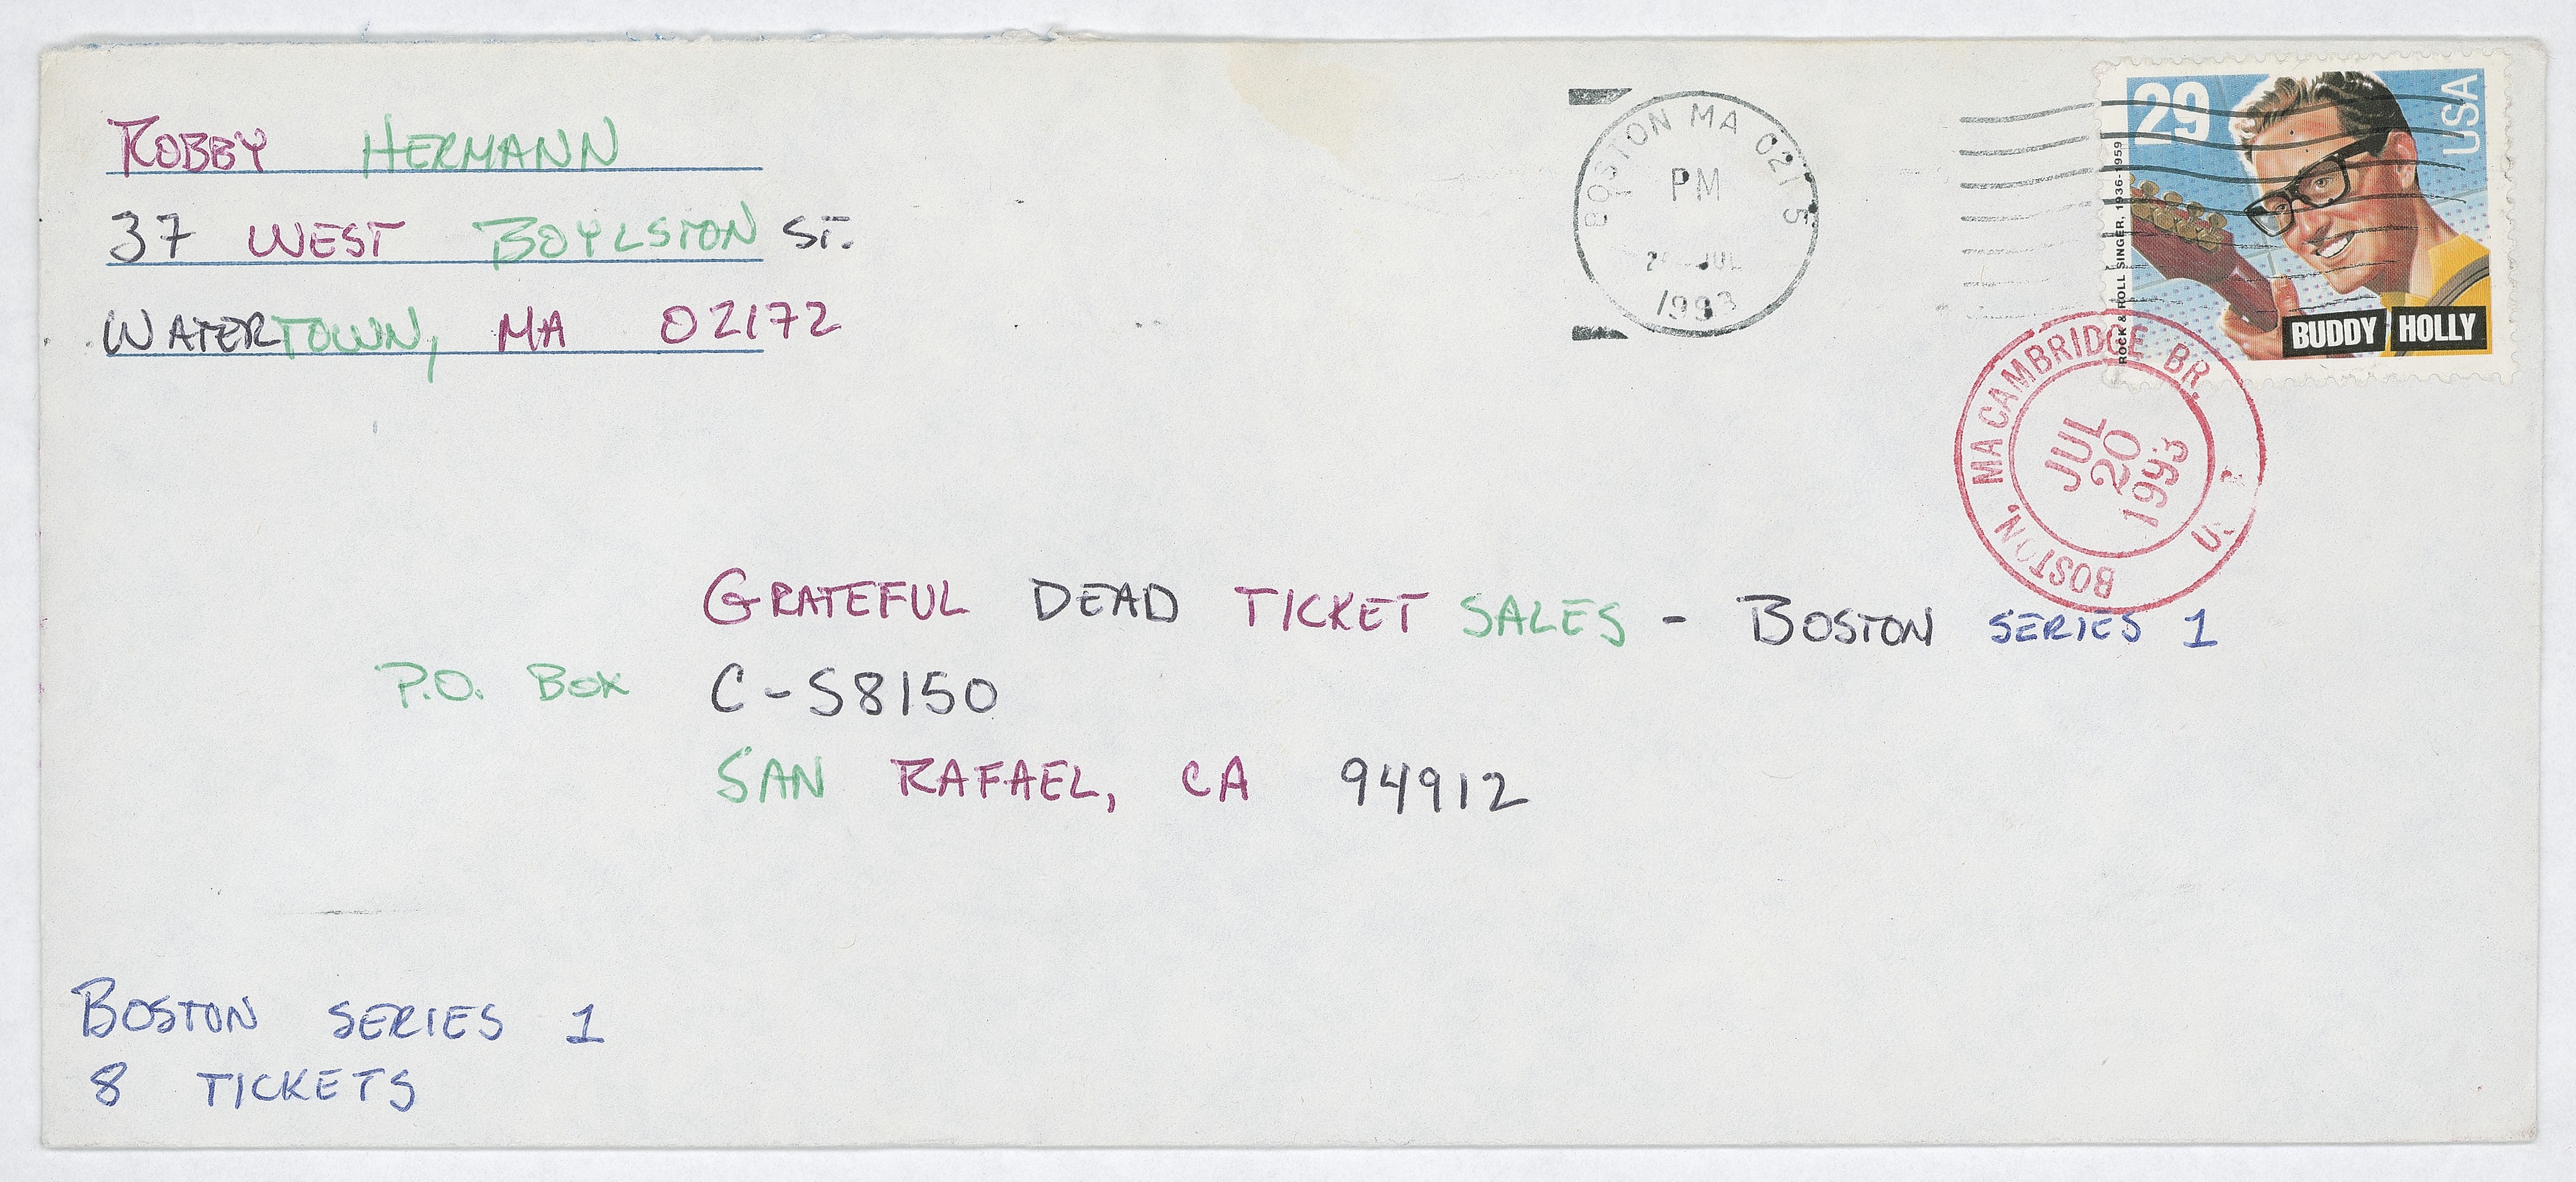 ROBBY HERMANN
37 WEST BOYLSTON ST.
WATERTOWN, MA 02172
BOSTON MA
PM
JUL
1993
29
USA
ROCK & ROLL SINGER, 1936-1959
BUDDY HOLLY
BOSTON, MA CAMBRIDGE BR.
JUL
20
1993
GRATEFUL DEAD TICKET SALES - BOSTON SERIES 1
P.O. BOX C-S8150
SAN RAFAEL, CA 94912
BOSTON SERIES 1
8 TICKETS